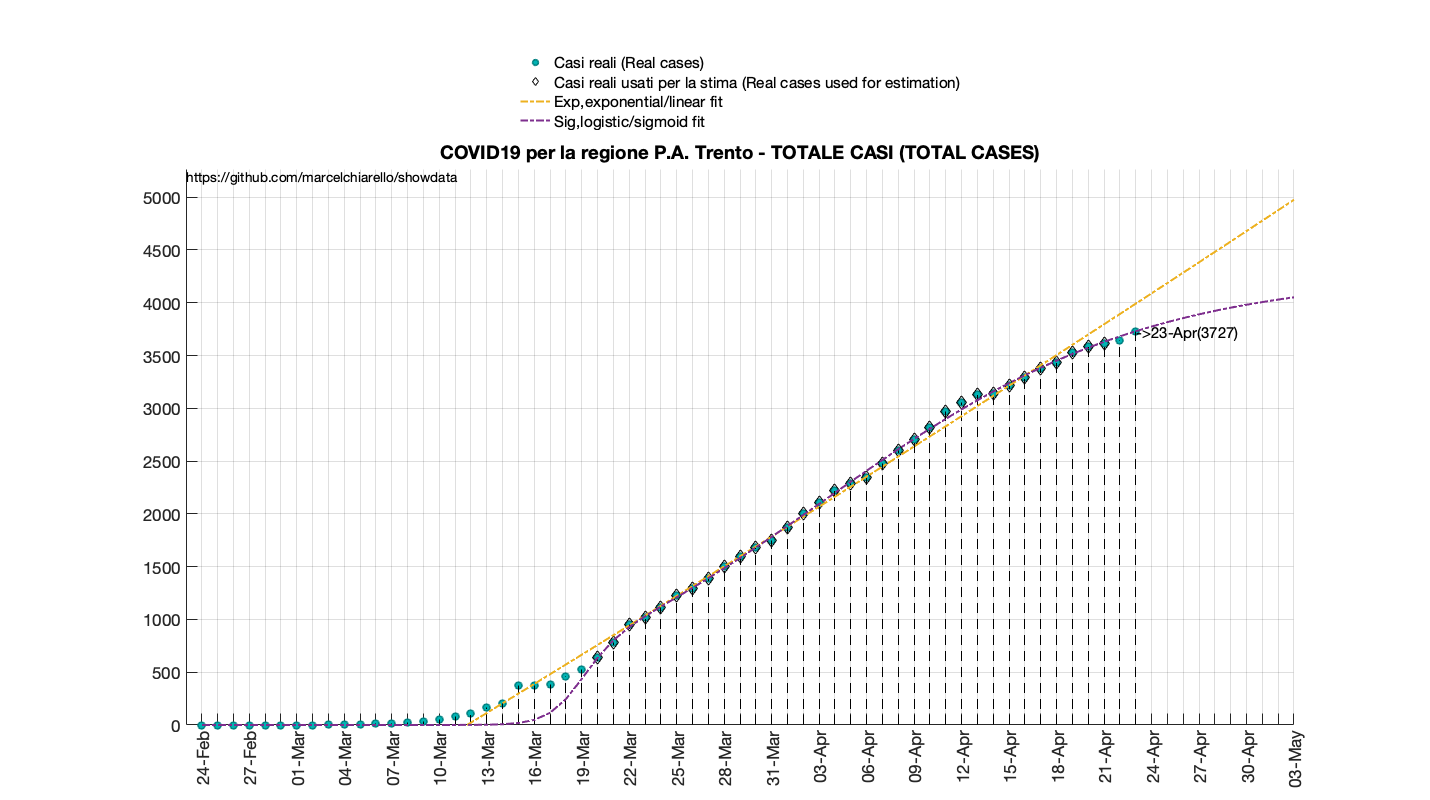 Casi reali (Real cases)
Casi reali usati per la stima (Real cases used for estimation)
Exp,exponential/linear fit
Sig,logistic/sigmoid fit
COVID19 per la regione P.A. Trento - TOTALE CASI (TOTAL CASES)
https://github.com/marcelchiarello/showdata
5000
4500
4000
3500
3000
2500
2000
1500
1000
500
0
->23-Apr(3727)
24-Feb
27-Feb
01-Mar
04-Mar
07-Mar
10-Mar
13-Mar
16-Mar
19-Mar
22-Mar
25-Mar
28-Mar
31-Mar
03-Apr
06-Apr
09-Apr
12-Apr
15-Apr
18-Apr
21-Apr
24-Apr
27-Apr
30-Apr
03-May